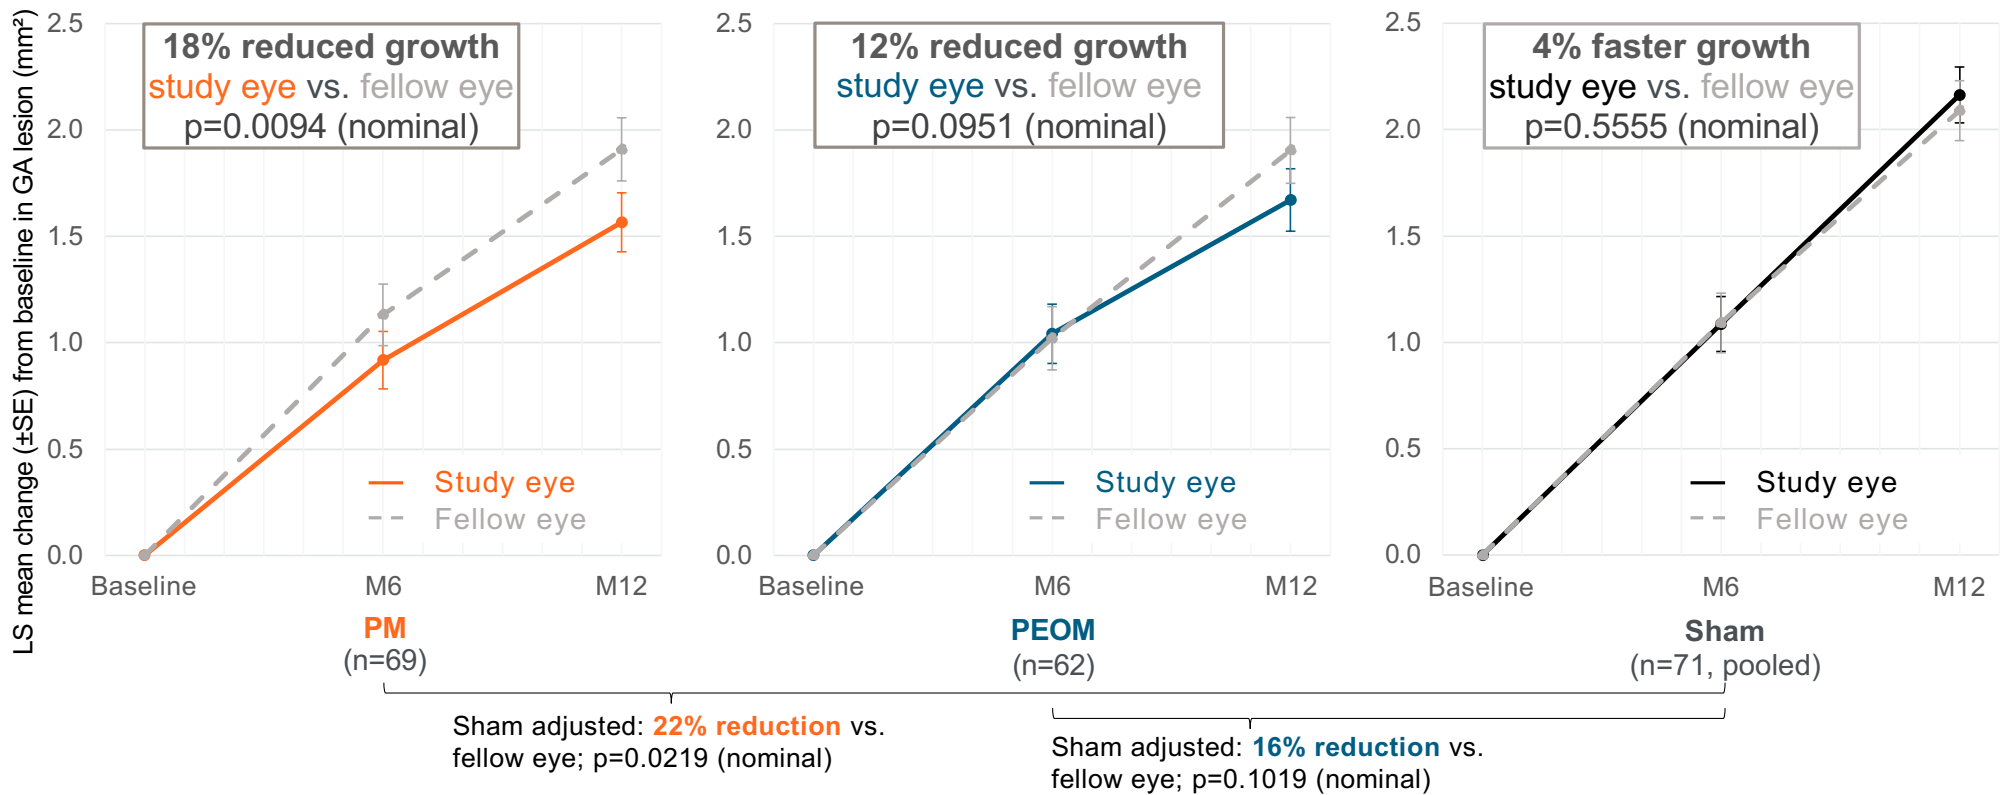 LS mean change (±SE) from baseline in GA lesion (mm²)
2.5
2.0
1.5
1.0
0.5
0.0
18% reduced growth
study eye vs. fellow eye
p=0.0094 (nominal)
Study eye
Fellow eye
Baseline M6 M12
PM
(n=69)
2.5
2.0
1.5
1.0
0.5
0.0
12% reduced growth
study eye vs. fellow eye
p=0.0951 (nominal)
Study eye
Fellow eye
Baseline M6 M12
PEOM
(n=62)
2.5
2.0
1.5
1.0
0.5
0.0
4% faster growth
study eye vs. fellow eye
p=0.5555 (nominal)
Study eye
Fellow eye
Baseline M6 M12
Sham
(n=71, pooled)
Sham adjusted: 22% reduction vs.
fellow eye; p=0.0219 (nominal)
Sham adjusted: 16% reduction vs.
fellow eye; p=0.1019 (nominal)